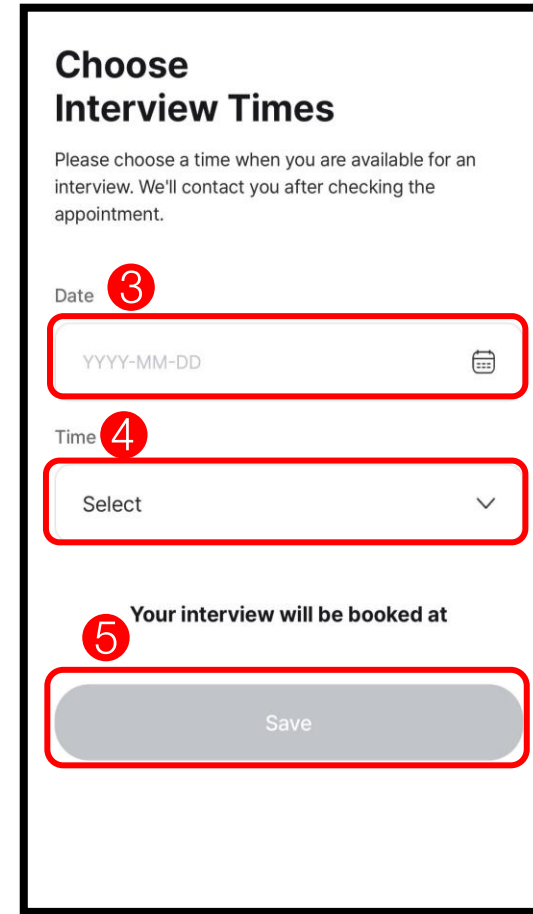 Choose
Interview Times
Please choose a time when you are available for an
interview. We'll contact you after checking the
appointment.
Date 3
YYYY-MM-DD
Time 4
Select
Your interview will be booked at
5
Save